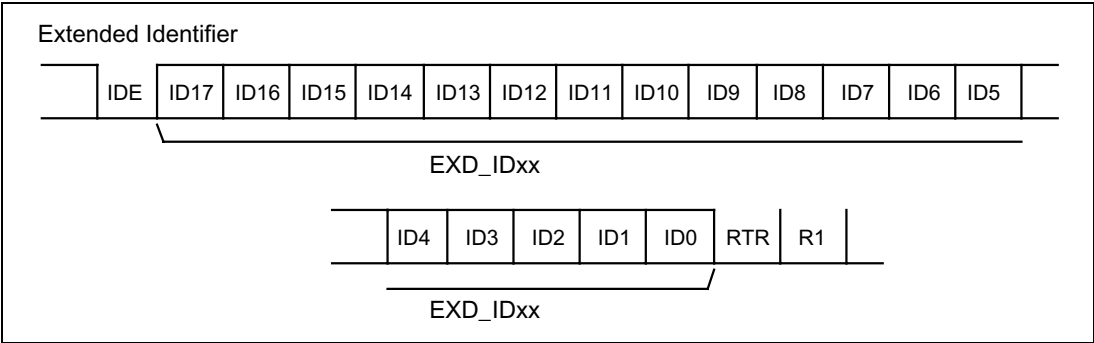 Extended Identifier
IDE ID17 ID16 ID15 ID14 ID13 ID12 ID11 ID10 ID9 ID8 ID7 ID6 ID5
EXD_IDxx
ID4 ID3 ID2 ID1 ID0 RTR R1
EXD_IDxx